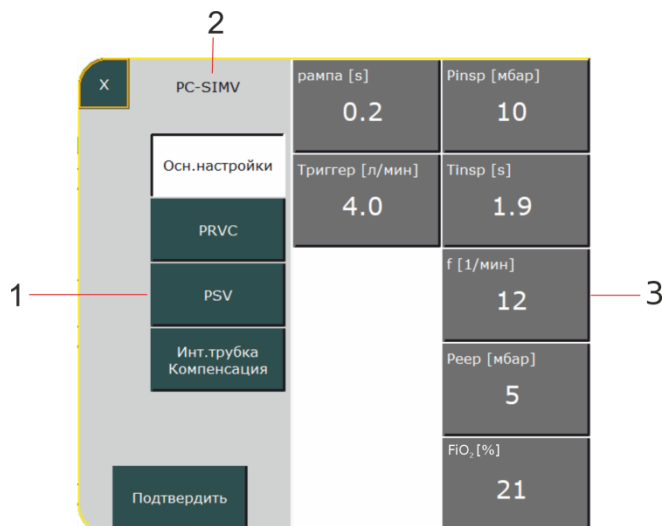 2
X
PC-SIMV
Осн.настройки
PRVC
PSV
Инт.трубка
Компенсация
Подтвердить
1
рампа [s]
0.2
Триггер [л/мин]
4.0
Pinsp [мбар]
10
Tinsp [s]
1.9
f [1/мин]
12
Peep [мбар]
5
FiO₂[%]
21
3